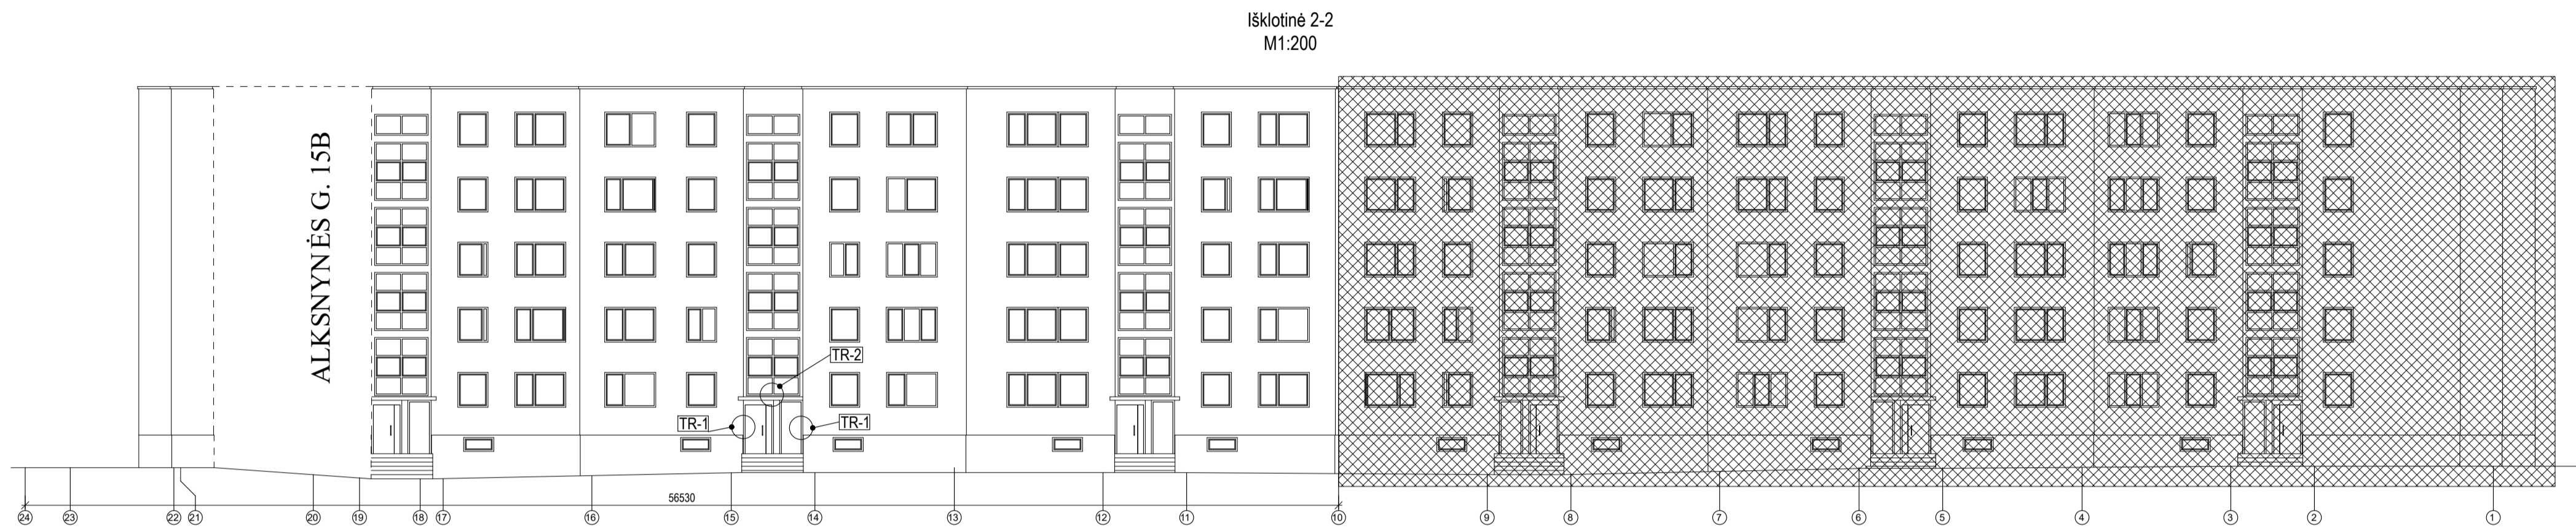 Išklotinė 2-2
M1:200
ALKSNYNĖS G. 15B
TR-2
TR-1
TR-1
56530
24 23 22 21 20 19 18 17 16 15 14 13 12 11 10 9 8 7 6 5 4 3 2 1